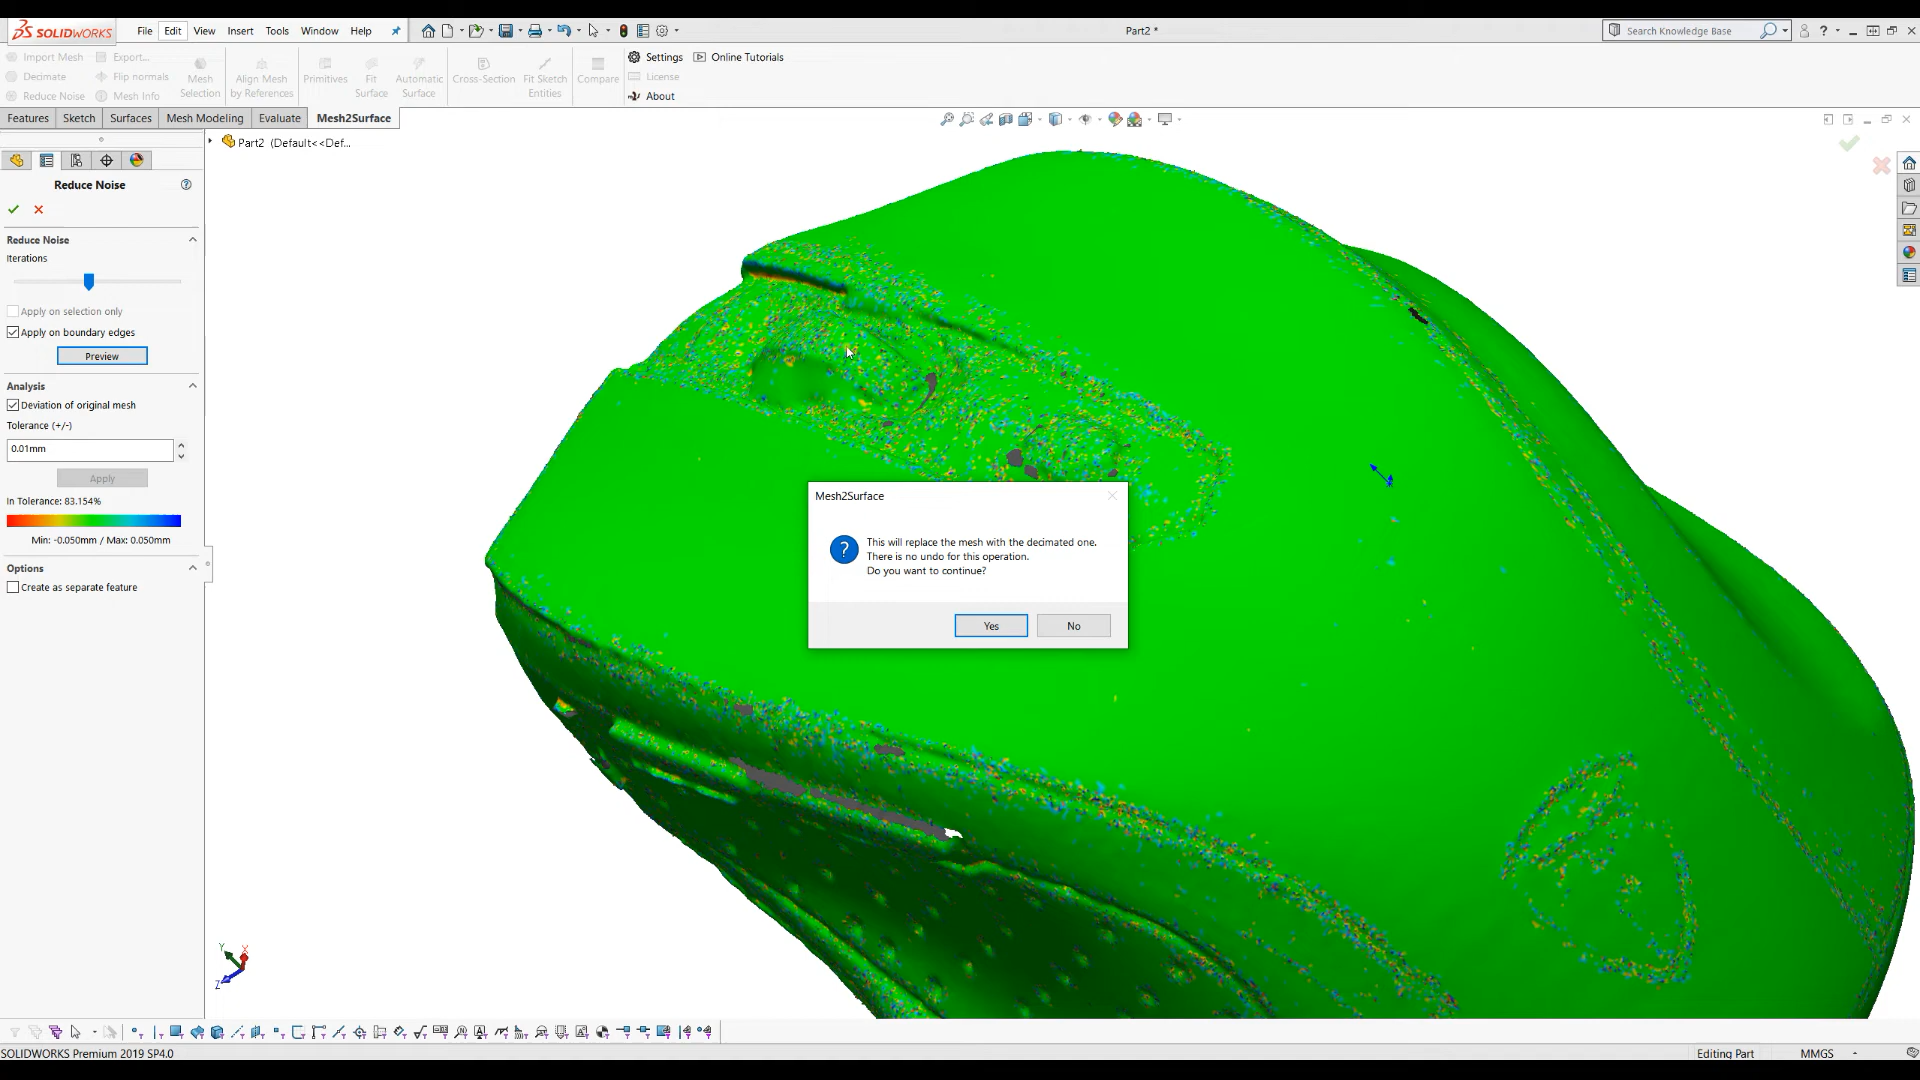 SOLIDWORKS
File
Edit
View
Insert
Tools
Window
Help
Part2 *
Search Knowledge Base
Import Mesh
Decimate
Reduce Noise
Export...
Flip normals
Mesh Info
Mesh
Selection
Align Mesh
by References
Primitives
Fit
Surface
Automatic
Surface
Cross-Section
Fit Sketch
Entities
Compare
Settings
Online Tutorials
License
About
Features
Sketch
Surfaces
Mesh Modeling
Evaluate
Mesh2Surface
Part2 (Default<<Def...
Reduce Noise
Reduce Noise
Iterations
Apply on selection only
Apply on boundary edges
Preview
Analysis
Deviation of original mesh
Tolerance (+/-)
0.01mm
Apply
In Tolerance: 83.154%
Min: -0.050mm / Max: 0.050mm
Options
Create as separate feature
Mesh2Surface
This will replace the mesh with the decimated one.
There is no undo for this operation.
Do you want to continue?
Yes
No
Y
X
Z
SOLIDWORKS Premium 2019 SP4.0
Editing Part
MMGS